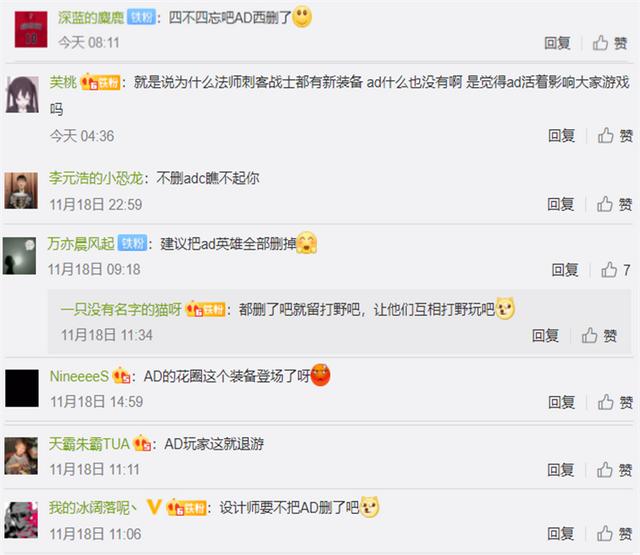 深蓝的麋鹿 铁粉：四不四忘吧AD西删了
今天 08:11 回复 赞
芙桃 铁粉：就是说为什么法师刺客战士都有新装备 ad什么也没有啊 是觉得ad活着影响大家游戏
吗
今天 04:36 回复 赞
李元浩的小恐龙：不删adc瞧不起你
11月18日 22:59 回复 赞
万亦晨风起 铁粉：建议把ad英雄全部删掉
11月18日 09:18 回复 7
一只没有名字的猫呀 铁粉：都删了吧就留打野吧，让他们互相打野玩吧
11月18日 11:34 回复 赞
NineeeeS：AD的花圈这个装备登场了呀
11月18日 14:59 回复 赞
天霸朱霸TUA：AD玩家这就退游
11月18日 11:11 回复 赞
我的冰阔落呢丶 铁粉：设计师要不把AD删了吧
11月18日 11:06 回复 赞